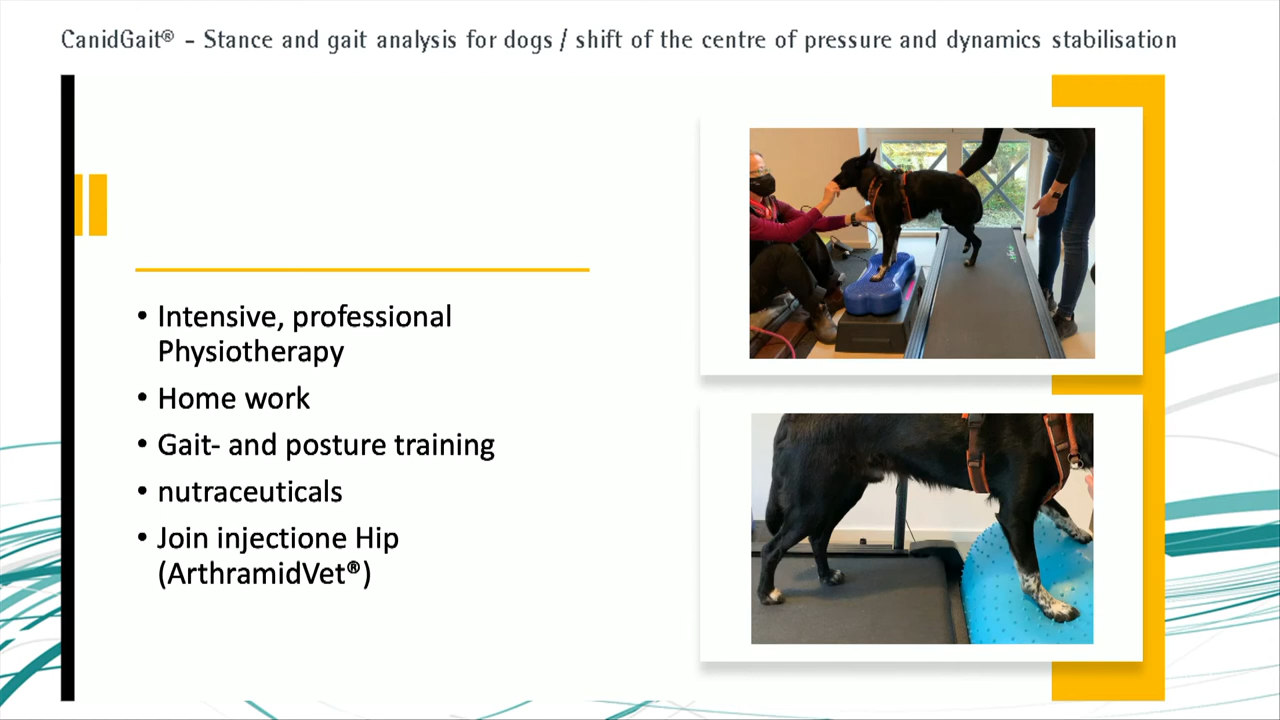 CanidGait® - Stance and gait analysis for dogs / shift of the centre of pressure and dynamics stabilisation
• Intensive, professional
Physiotherapy
• Home work
• Gait- and posture training
• nutraceuticals
• Join injectione Hip
(ArthramidVet®)